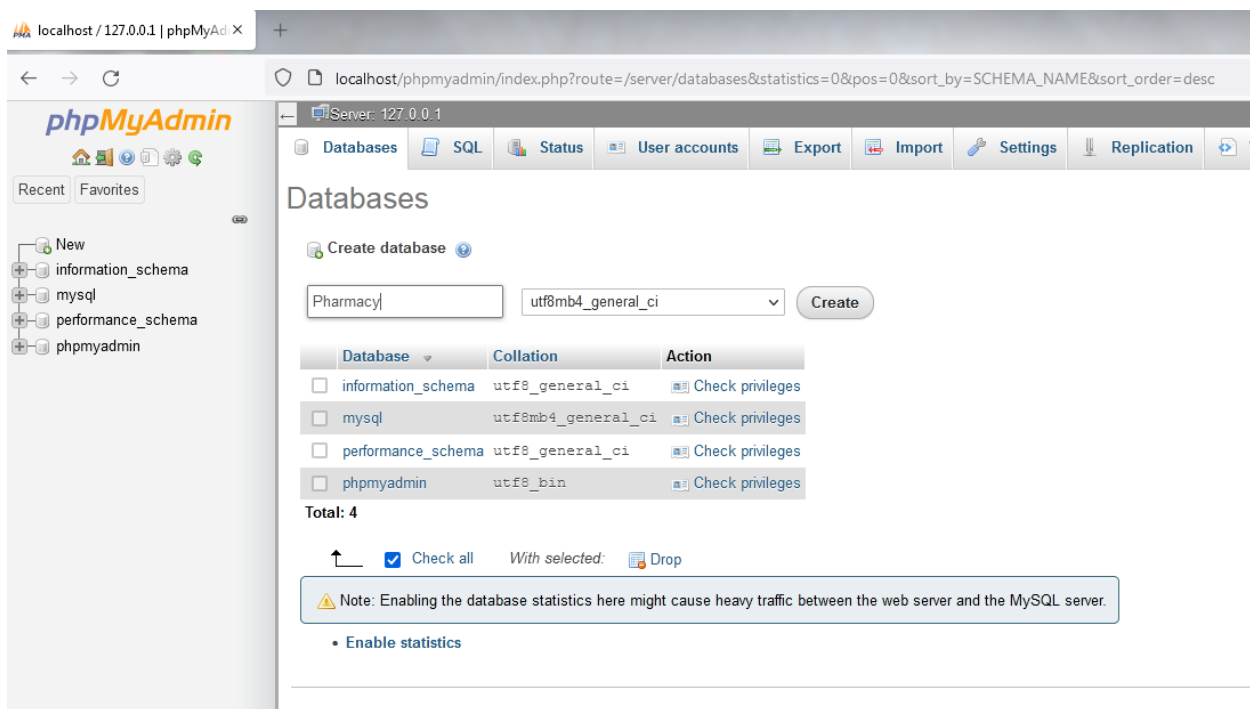 localhost / 127.0.0.1 | phpMyAd
localhost/phpmyadmin/index.php?route=/server/databases&statistics=0&pos=0&sort_by=SCHEMA_NAME&sort_order=desc
phpMyAdmin
Recent Favorites
New
information_schema
mysql
performance_schema
phpmyadmin
Server: 127.0.0.1
Databases SQL Status User accounts Export Import Settings Replication
Databases
Create database
Pharmacy utf8mb4_general_ci Create
Database Collation Action
information_schema utf8_general_ci Check privileges
mysql utf8mb4_general_ci Check privileges
performance_schema utf8_general_ci Check privileges
phpmyadmin utf8_bin Check privileges
Total: 4
Check all With selected: Drop
Note: Enabling the database statistics here might cause heavy traffic between the web server and the MySQL server.
• Enable statistics